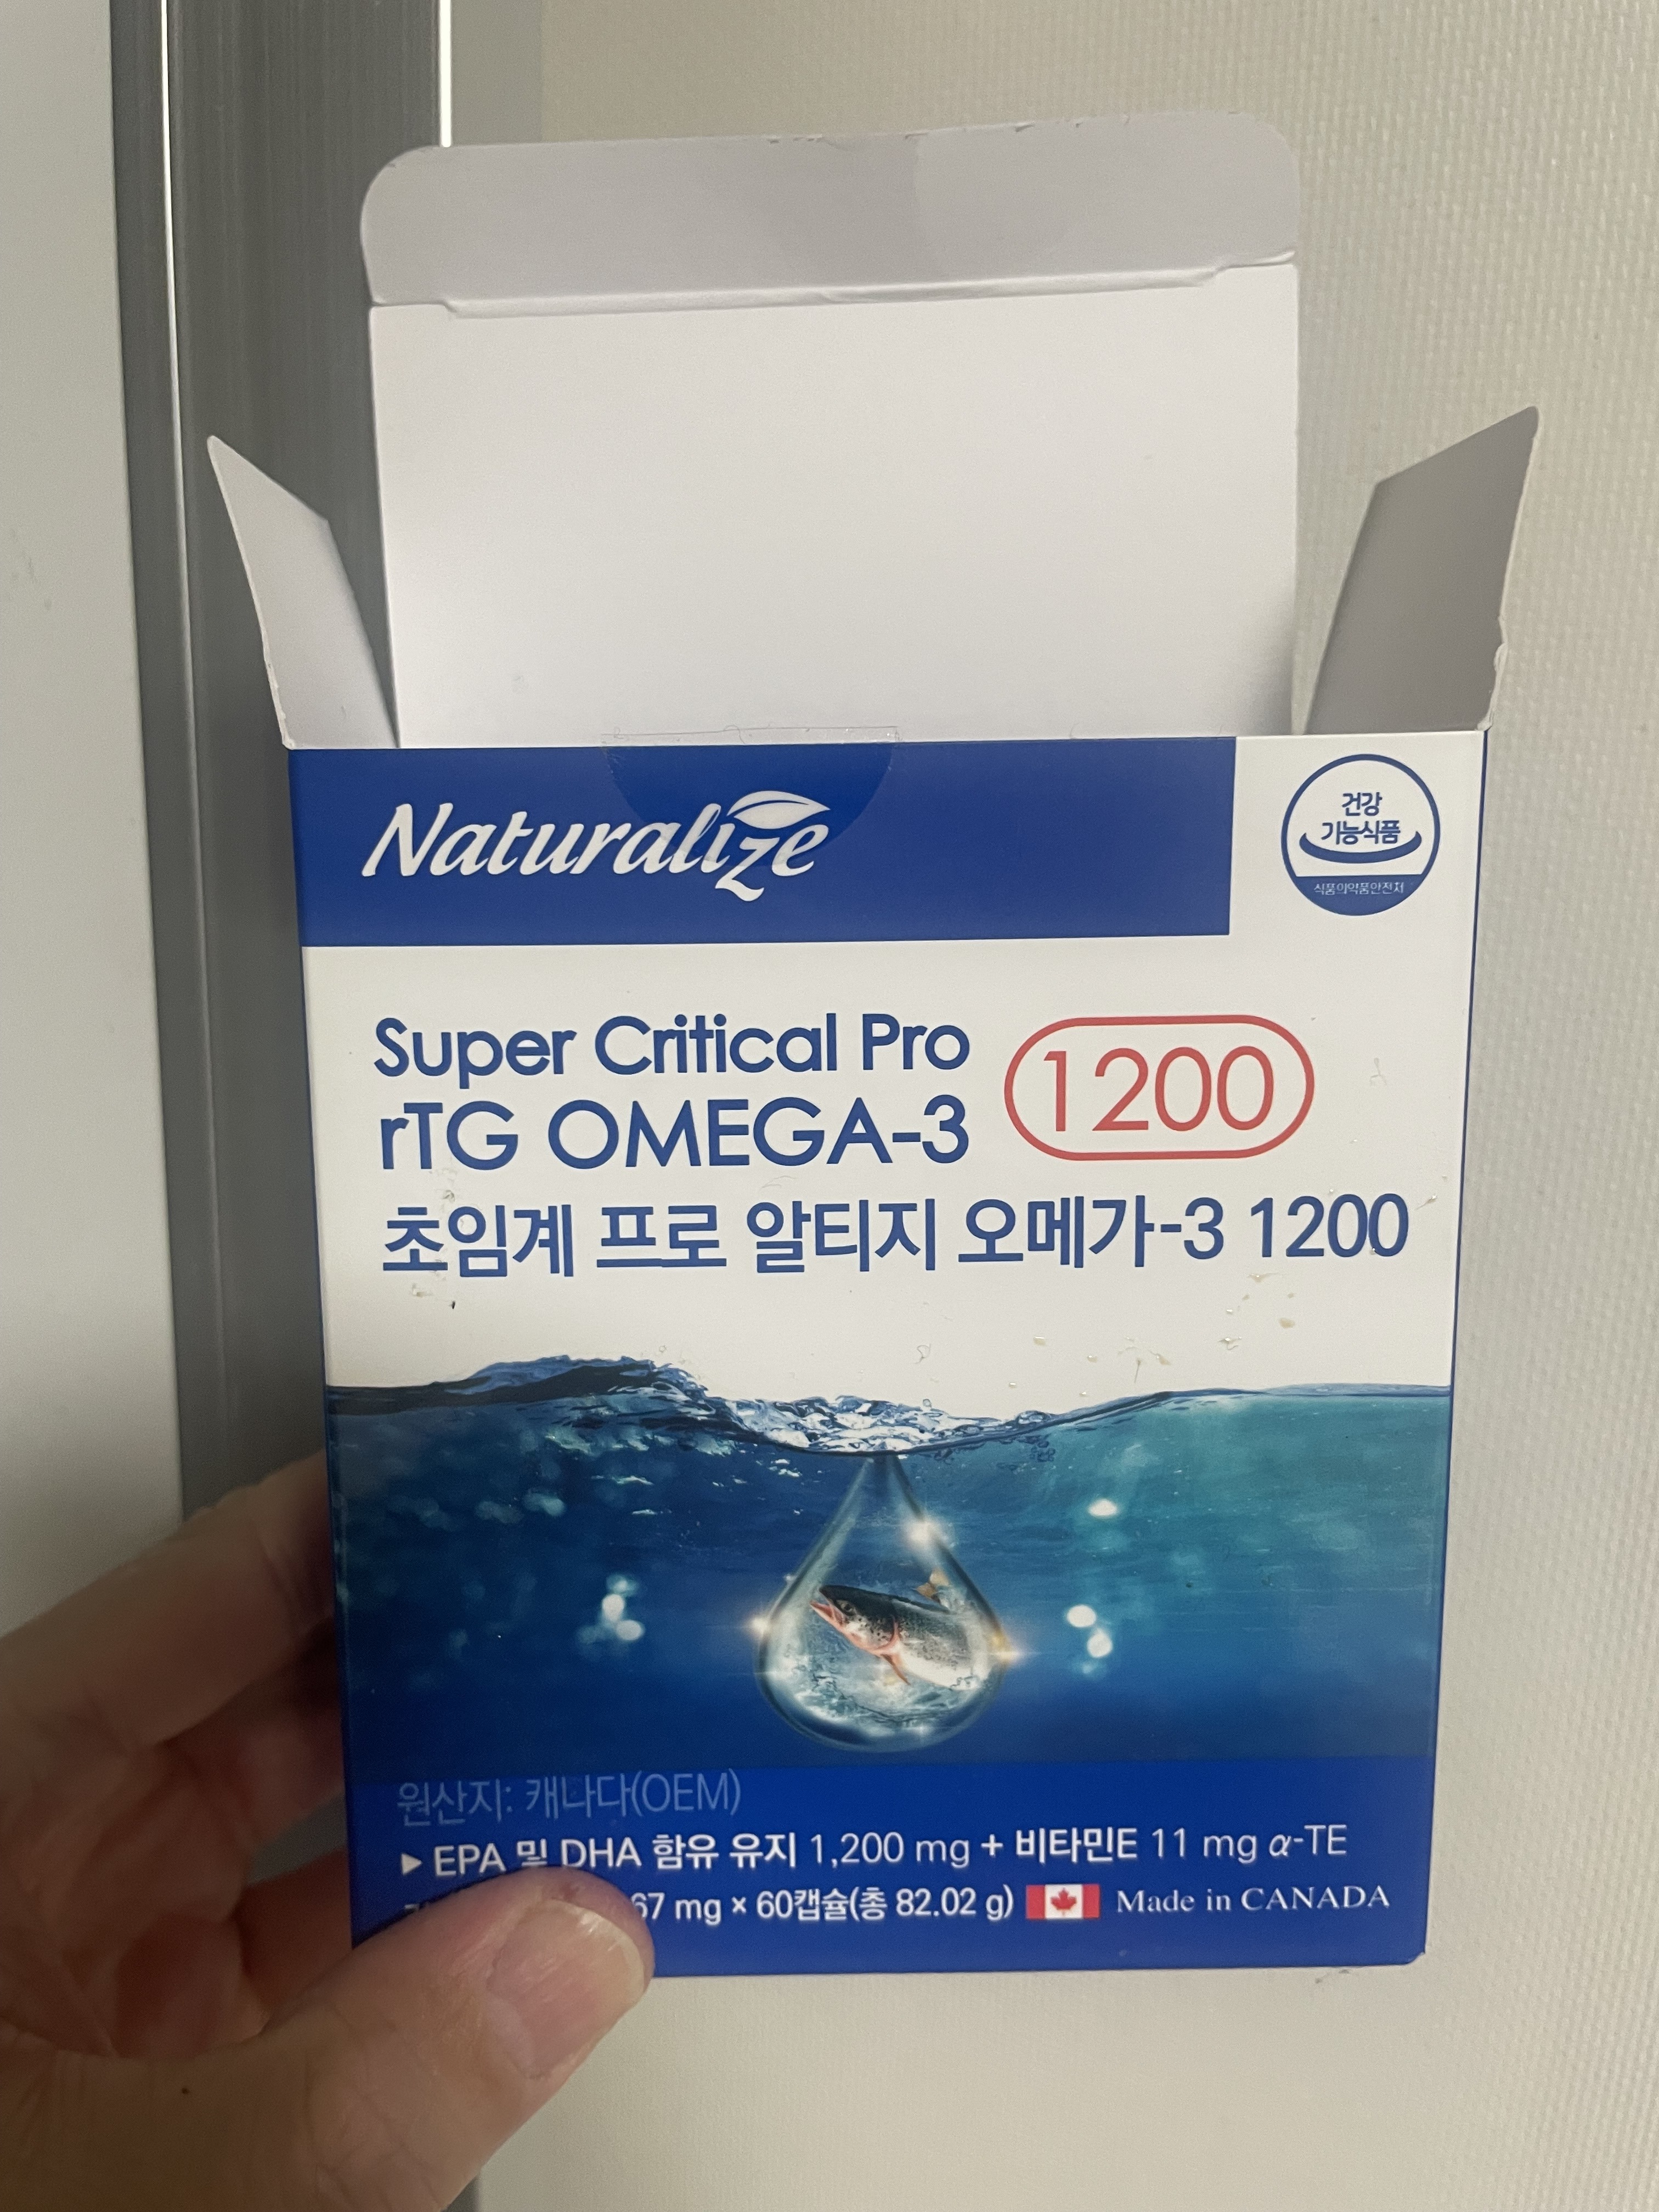 Naturalize
건강
기능식품
식품의약품안전처
Super Critical Pro
rTG OMEGA-3
1200
초임계 프로 알티지 오메가-3 1200
원산지: 캐나다(OEM)
▶ EPA 및 DHA 함유 유지 1,200 mg + 비타민E 11 mg α-TE
67 mg × 60캡슐(총 82.02 g) Made in CANADA